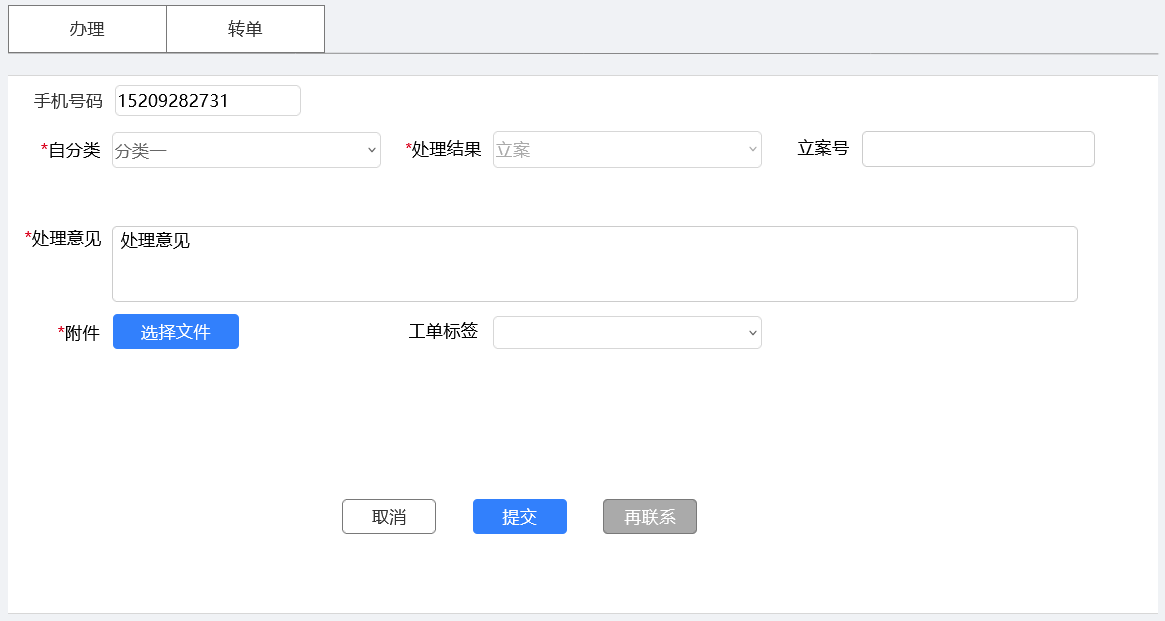 办理 转单
手机号码 15209282731
*自分类 分类一 *处理结果 立案 立案号
*处理意见 处理意见
*附件 选择文件 工单标签
取消 提交 再联系